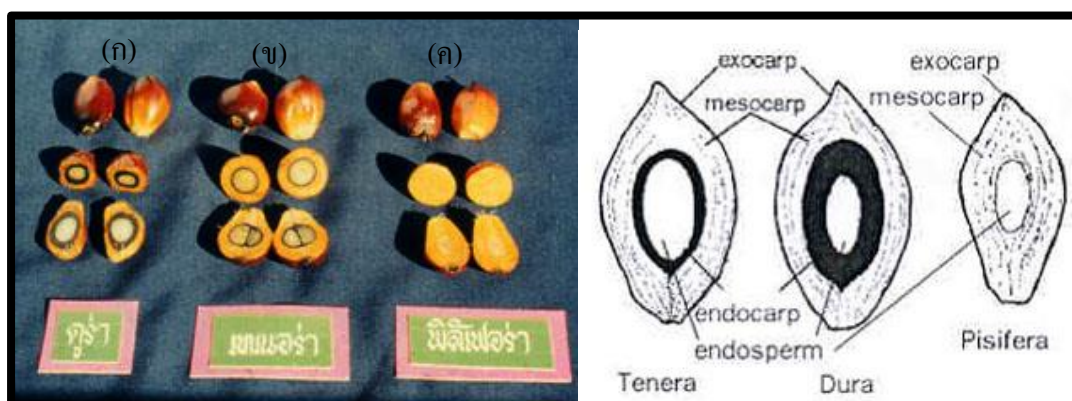 (ก) (ข) (ค)
ดูร่า เทเนอร่า พิสิเฟอร่า
exocarp
mesocarp
endocarp
endosperm
Tenera Dura
exocarp
mesocarp
Pisifera